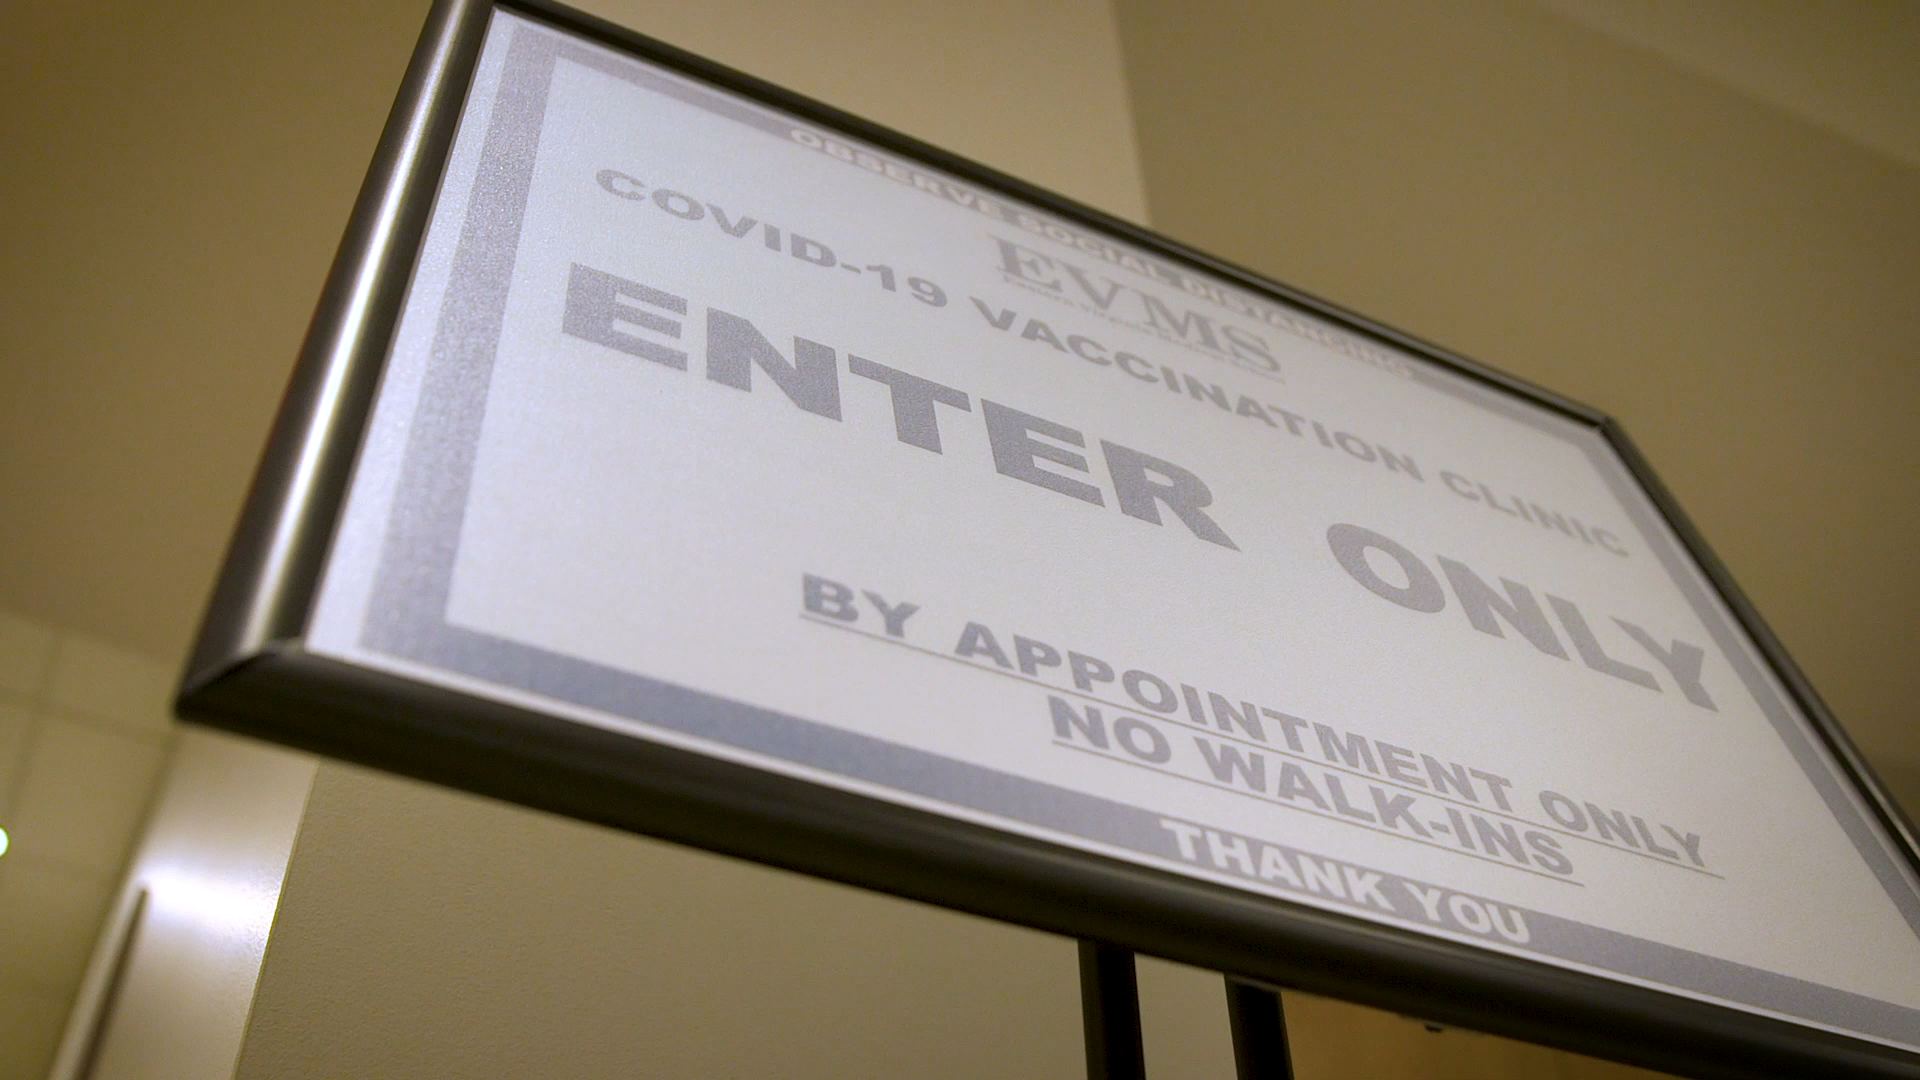 OBSERVE SOCIAL DISTANCING
EVMS
COVID-19 VACCINATION CLINIC
ENTER ONLY
BY APPOINTMENT ONLY
NO WALK-INS
THANK YOU